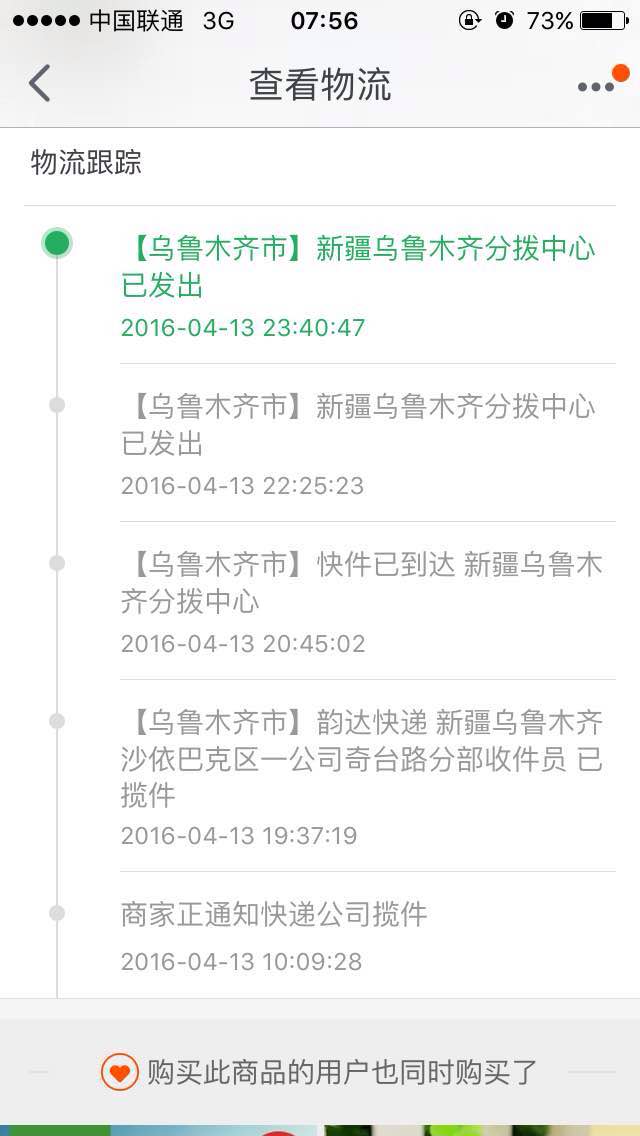 中国联通 3G 07:56 73%
查看物流
物流跟踪
【乌鲁木齐市】新疆乌鲁木齐分拨中心
已发出
2016-04-13 23:40:47
【乌鲁木齐市】新疆乌鲁木齐分拨中心
已发出
2016-04-13 22:25:23
【乌鲁木齐市】快件已到达 新疆乌鲁木
齐分拨中心
2016-04-13 20:45:02
【乌鲁木齐市】韵达快递 新疆乌鲁木齐
沙依巴克区一公司奇台路分部收件员 已
揽件
2016-04-13 19:37:19
商家正通知快递公司揽件
2016-04-13 10:09:28
购买此商品的用户也同时购买了